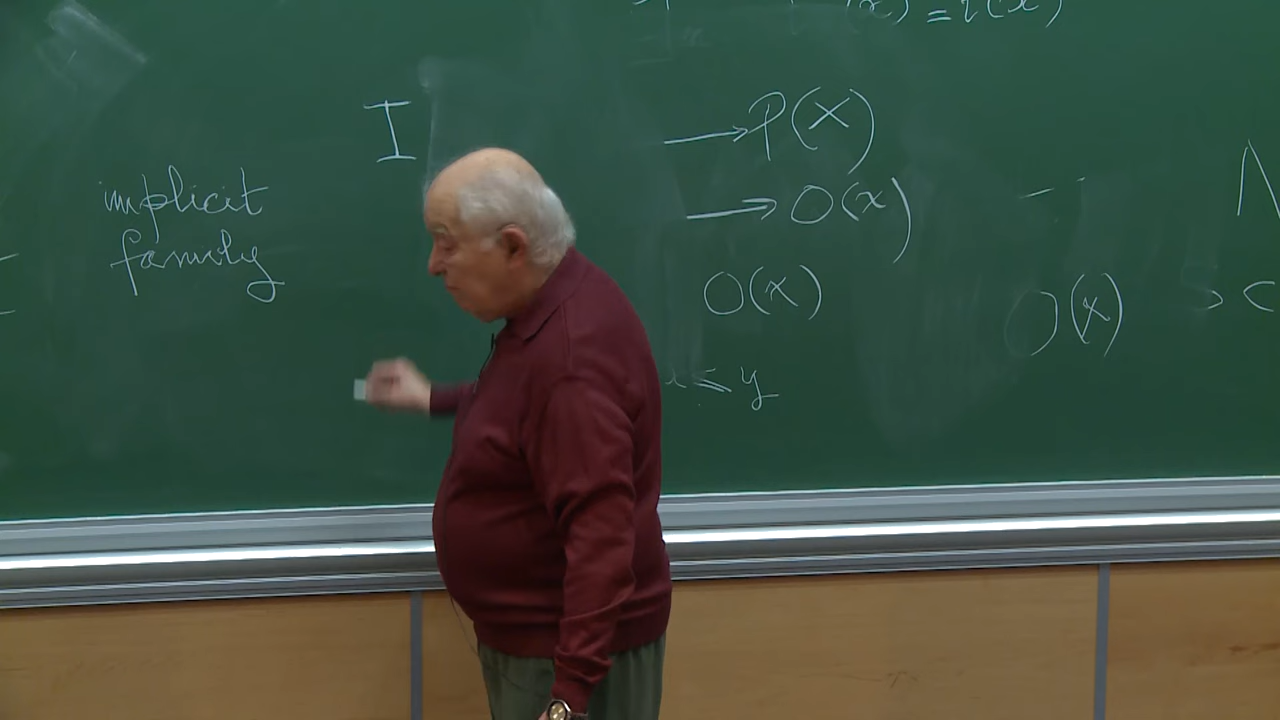 (x) = i(x)
I → P(X)
implicit → O(x)
family O(x) O(x)
x ≤ y